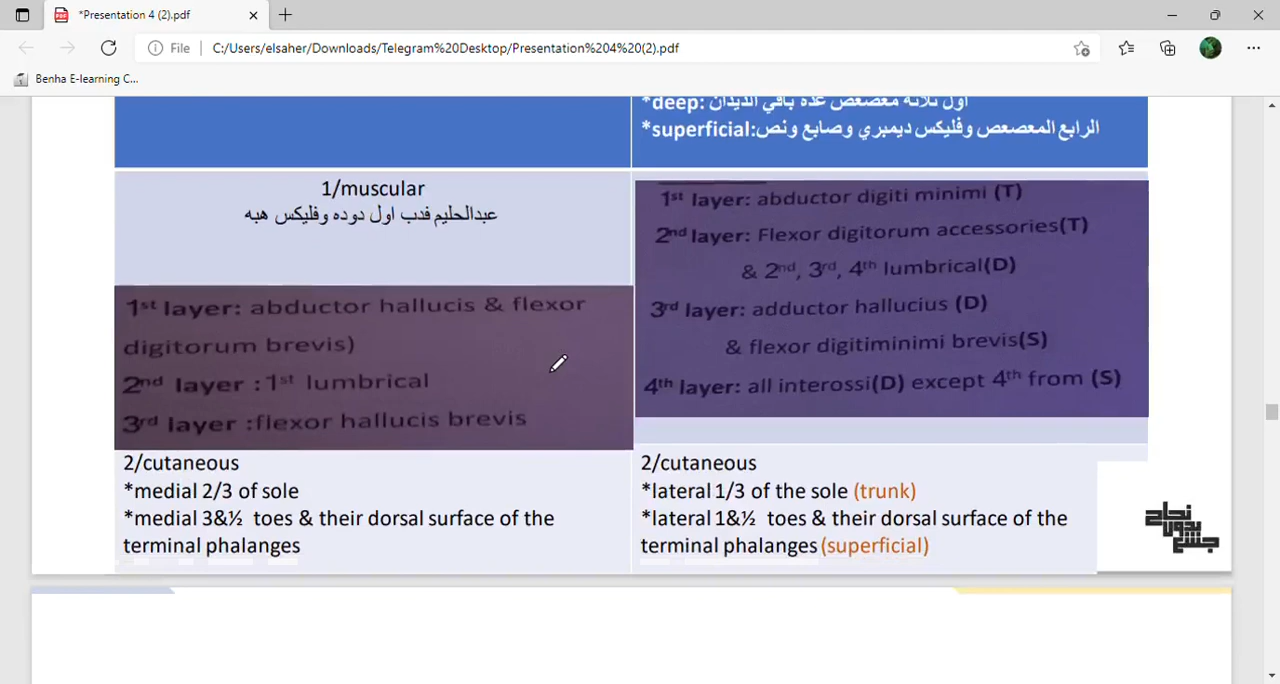 *Presentation 4 (2).pdf
File C:/Users/elsaher/Downloads/Telegram%20Desktop/Presentation%204%20(2).pdf
Benha E-learning C...
*deep: اول تلاته معصعص عده باقي الديدان
*superficial:الرابع المعصعص وفليكس ديمبري وصابع ونص
1/muscular
عبدالحليم فدب اول دوده وفليكس هبه
1st layer: abductor hallucis & flexor
digitorum brevis)
2nd layer :1st lumbrical
3rd layer :flexor hallucis brevis
1st layer: abductor digiti minimi (T)
2nd layer: Flexor digitorum accessories(T)
& 2nd, 3rd, 4th lumbrical(D)
3rd layer: adductor hallucius (D)
& flexor digitiminimi brevis(S)
4th layer: all interossi(D) except 4th from (S)
2/cutaneous
*medial 2/3 of sole
*medial 3&½ toes & their dorsal surface of the
terminal phalanges
2/cutaneous
*lateral 1/3 of the sole (trunk)
*lateral 1&½ toes & their dorsal surface of the
terminal phalanges (superficial)
نجاح
بدون
جشع